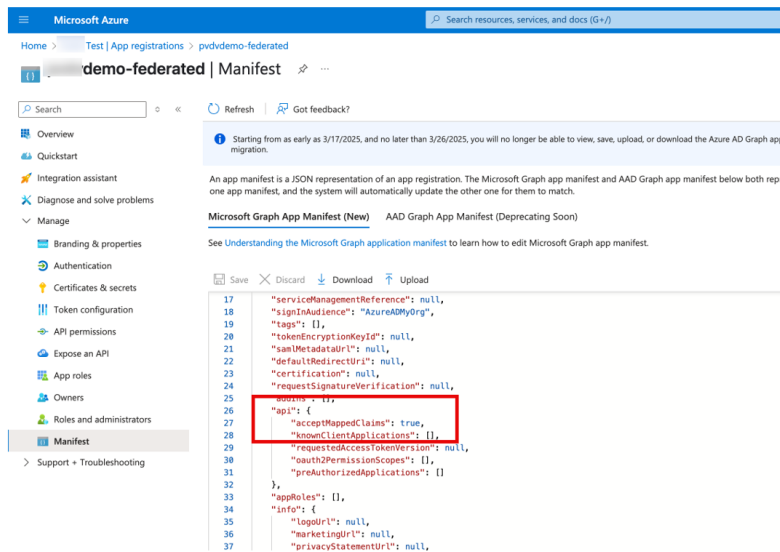 Microsoft Azure
Search resources, services, and docs (G+/)
Home > Test | App registrations > pvdvdemo-federated
demo-federated | Manifest
Search
Overview
Quickstart
Integration assistant
Diagnose and solve problems
Manage
Branding & properties
Authentication
Certificates & secrets
Token configuration
API permissions
Expose an API
App roles
Owners
Roles and administrators
Manifest
Support + Troubleshooting
Refresh
Got feedback?
Starting from as early as 3/17/2025, and no later than 3/26/2025, you will no longer be able to view, save, upload, or download the Azure AD Graph ap
migration.
An app manifest is a JSON representation of an app registration. The Microsoft Graph app manifest and AAD Graph app manifest below both rep
one app manifest, and the system will automatically update the other one for them to match.
Microsoft Graph App Manifest (New)
AAD Graph App Manifest (Deprecating Soon)
See Understanding the Microsoft Graph application manifest to learn how to edit Microsoft Graph app manifest.
Save
Discard
Download
Upload
17 "serviceManagementReference": null,
18 "signInAudience": "AzureADMyOrg",
19 "tags": [],
20 "tokenEncryptionKeyId": null,
21 "samlMetadataUrl": null,
22 "defaultRedirectUri": null,
23 "certification": null,
24 "requestSignatureVerification": null,
25 "addIns": [],
26 "api": {
27 "acceptMappedClaims": true,
28 "knownClientApplications": [],
29 "requestedAccessTokenVersion": null,
30 "oauth2PermissionScopes": [],
31 "preAuthorizedApplications": []
32 },
33 "appRoles": [],
34 "info": {
35 "logoUrl": null,
36 "marketingUrl": null,
37 "privacyStatementUrl": null,